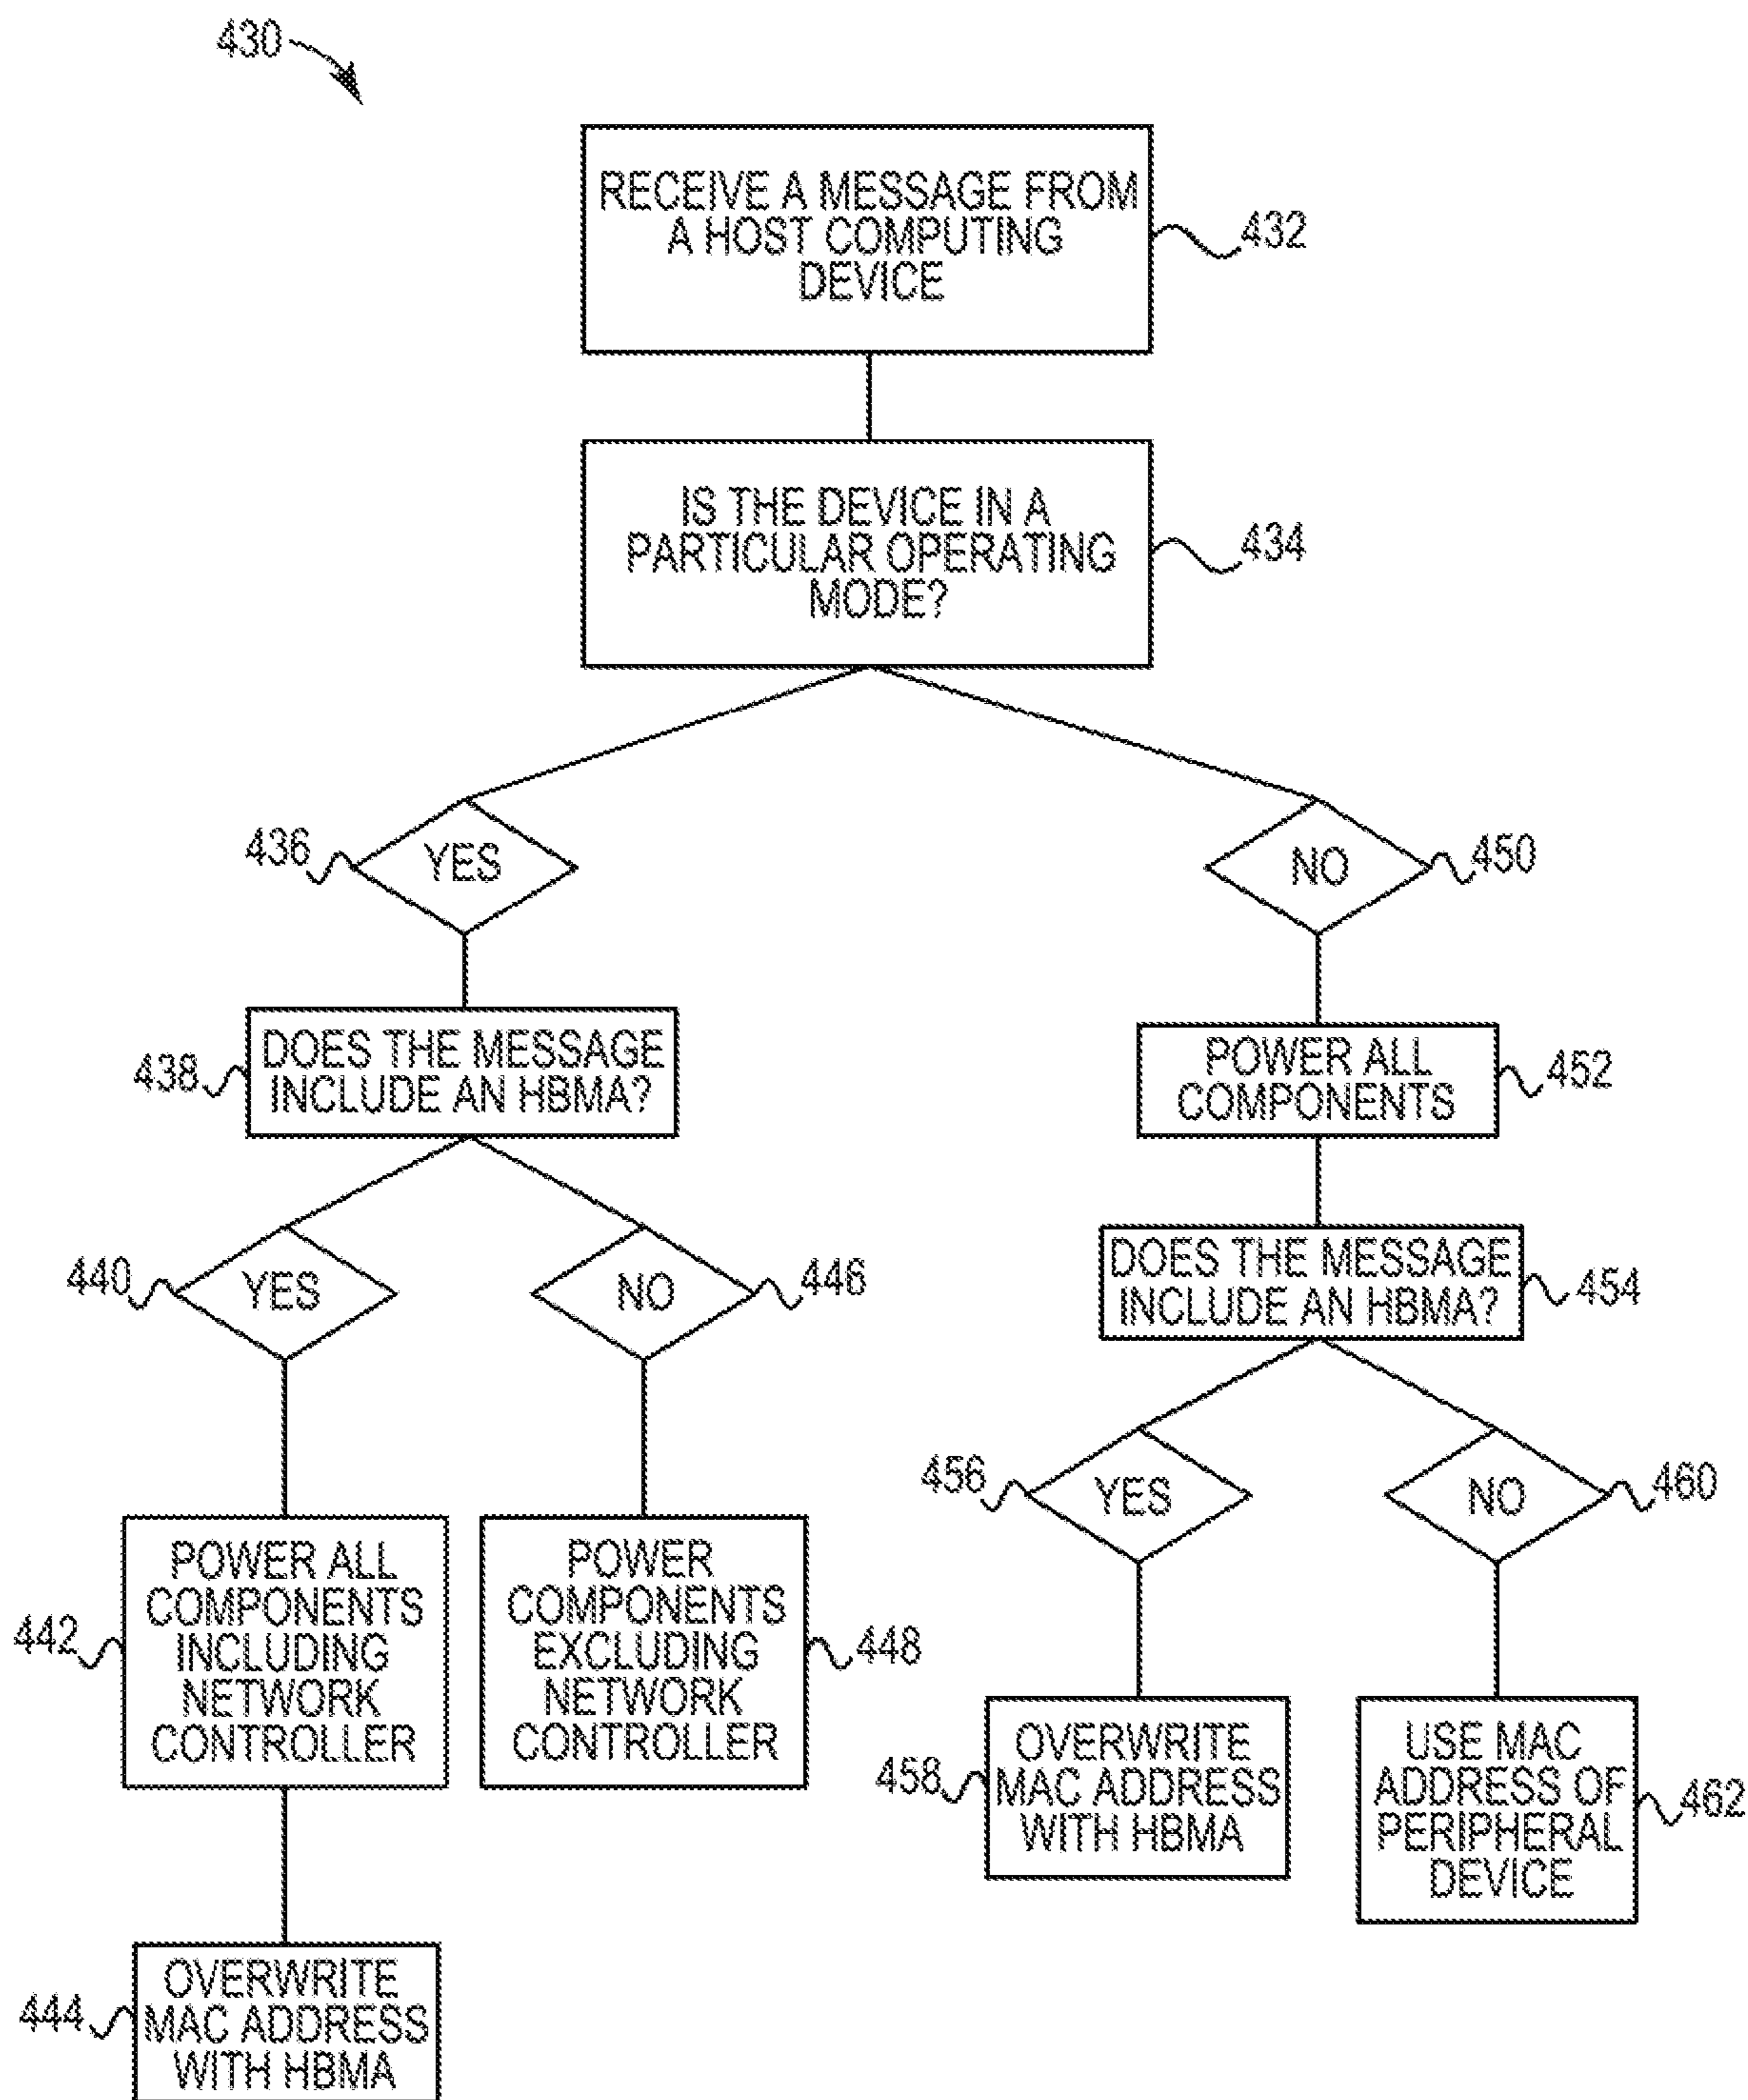 430
RECEIVE A MESSAGE FROM
A HOST COMPUTING
DEVICE
432
IS THE DEVICE IN A
PARTICULAR OPERATING
MODE?
434
436
YES
NO
450
438
DOES THE MESSAGE
INCLUDE AN HBMA?
POWER ALL
COMPONENTS
452
440
YES
NO
446
DOES THE MESSAGE
INCLUDE AN HBMA?
454
456
YES
NO
460
442
POWER ALL
COMPONENTS
INCLUDING
NETWORK
CONTROLLER
POWER
COMPONENTS
EXCLUDING
NETWORK
CONTROLLER
448
458
OVERWRITE
MAC ADDRESS
WITH HBMA
USE MAC
ADDRESS OF
PERIPHERAL
DEVICE
462
444
OVERWRITE
MAC ADDRESS
WITH HBMA